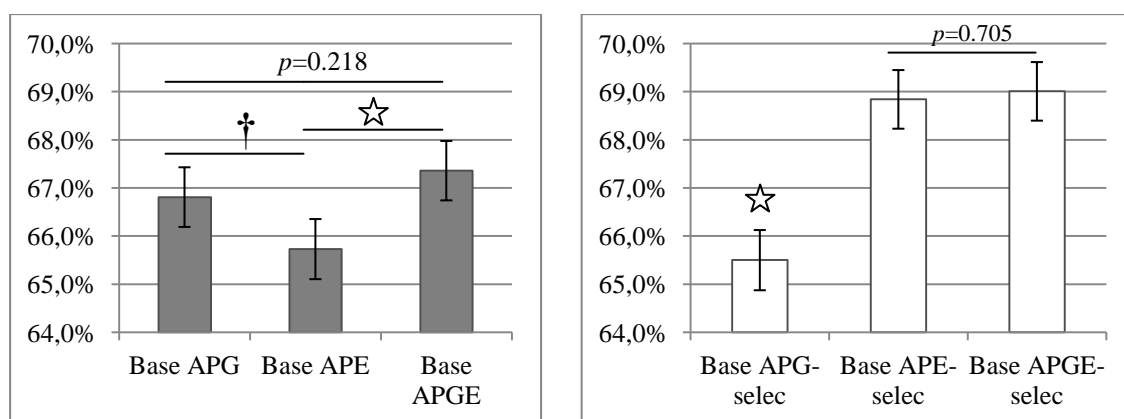 70,0%
69,0%
68,0%
67,0%
66,0%
65,0%
64,0%
p=0.218
†
☆
Base APG
Base APE
Base
APGE
70,0%
69,0%
68,0%
67,0%
66,0%
65,0%
64,0%
p=0.705
☆
Base APG-
selec
Base APE-
selec
Base APGE-
selec